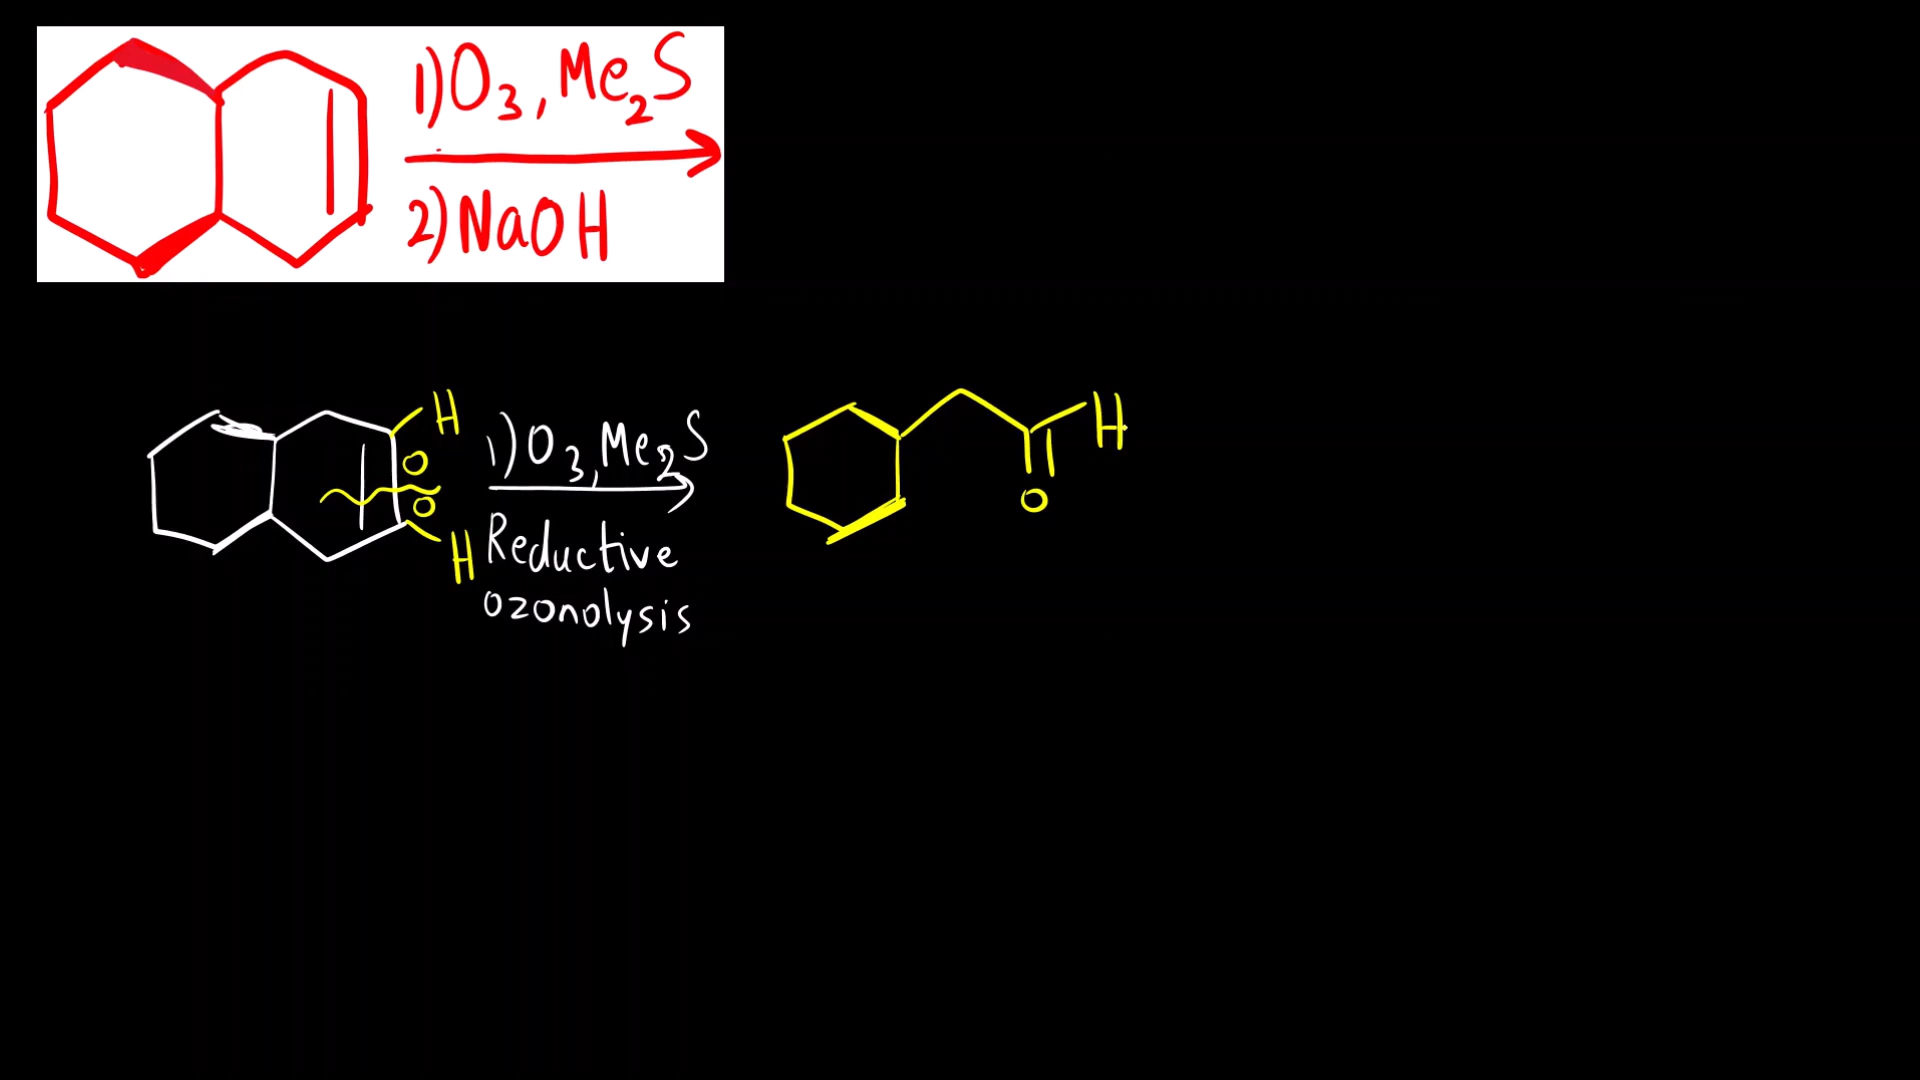 1) O₃, Me₂S
2) NaOH
H
O
O
H
1) O₃, Me₂S
Reductive
ozonolysis
H
O